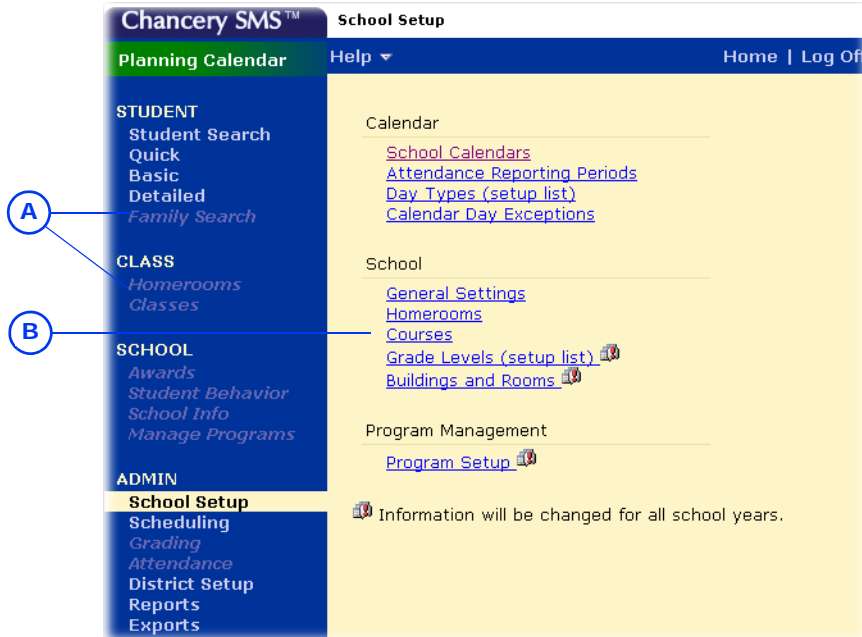 Chancery SMS™
School Setup
Planning Calendar
Help
Home | Log Of
STUDENT
Student Search
Quick
Basic
Detailed
Family Search
A
CLASS
Homerooms
Classes
B
SCHOOL
Awards
Student Behavior
School Info
Manage Programs
ADMIN
School Setup
Scheduling
Grading
Attendance
District Setup
Reports
Exports
Calendar
School Calendars
Attendance Reporting Periods
Day Types (setup list)
Calendar Day Exceptions
School
General Settings
Homerooms
Courses
Grade Levels (setup list)
Buildings and Rooms
Program Management
Program Setup
Information will be changed for all school years.